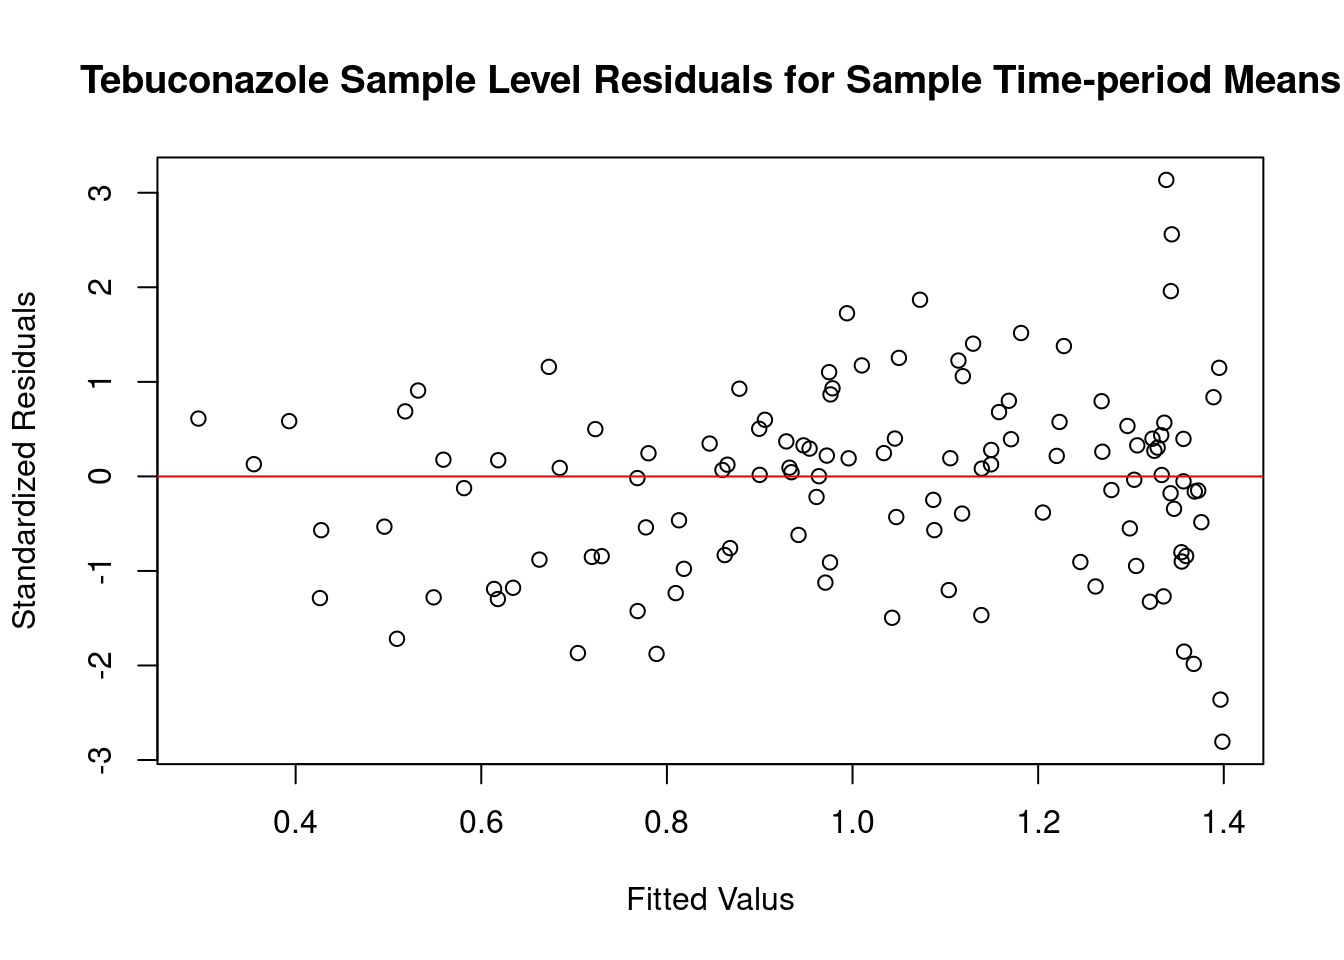 Tebuconazole Sample Level Residuals for Sample Time-period Means
Standardized Residuals
3
2
1
0
-1
-2
-3
0.4 0.6 0.8 1.0 1.2 1.4
Fitted Valus